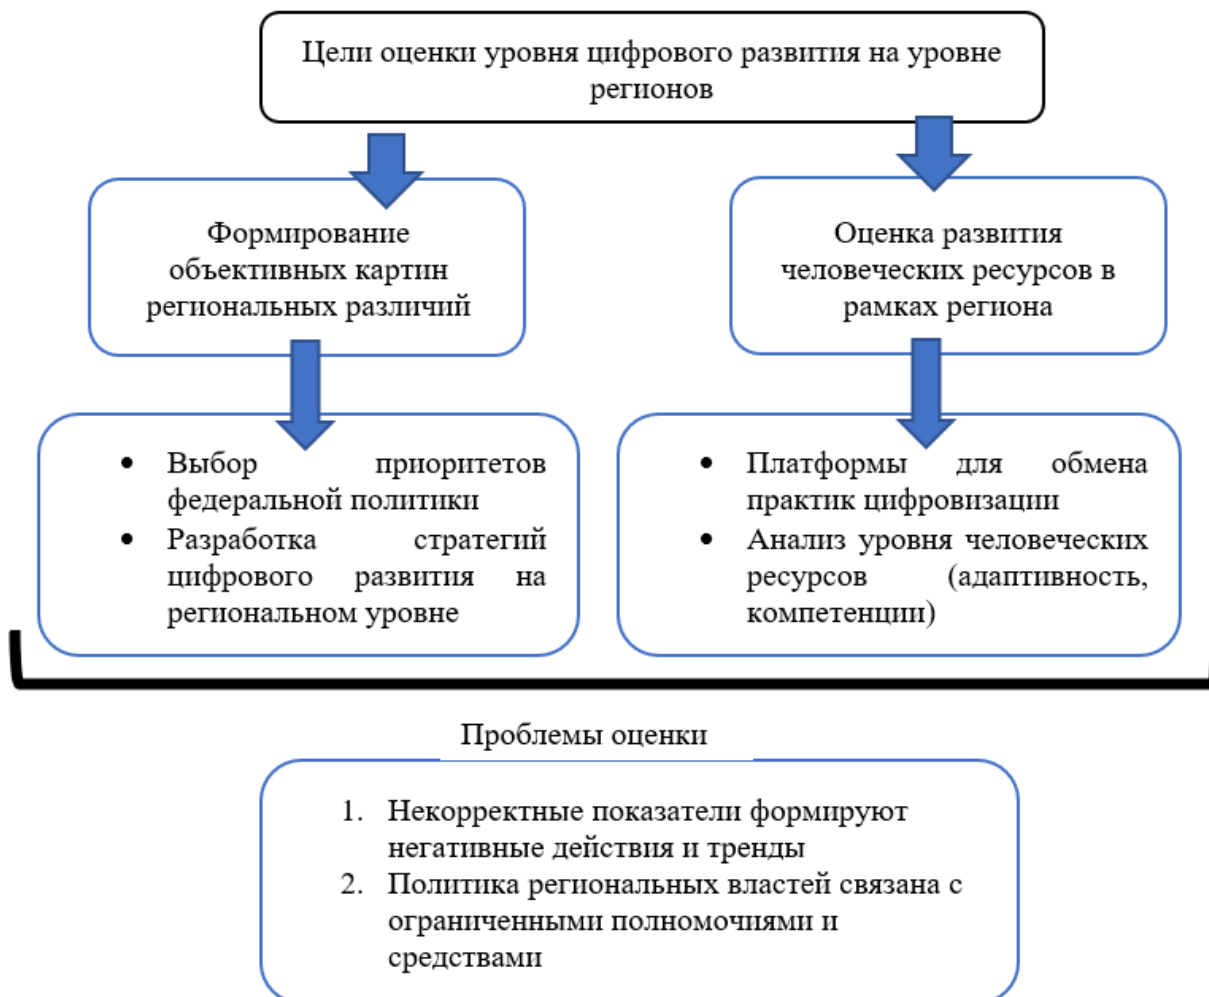 Цели оценки уровня цифрового развития на уровне
регионов
Формирование
объективных картин
региональных различий
Оценка развития
человеческих ресурсов в
рамках региона
• Выбор приоритетов
федеральной политики
• Разработка стратегий
цифрового развития на
региональном уровне
• Платформы для обмена
практик цифровизации
• Анализ уровня человеческих
ресурсов (адаптивность,
компетенции)
Проблемы оценки
1. Некорректные показатели формируют
негативные действия и тренды
2. Политика региональных властей связана с
ограниченными полномочиями и
средствами